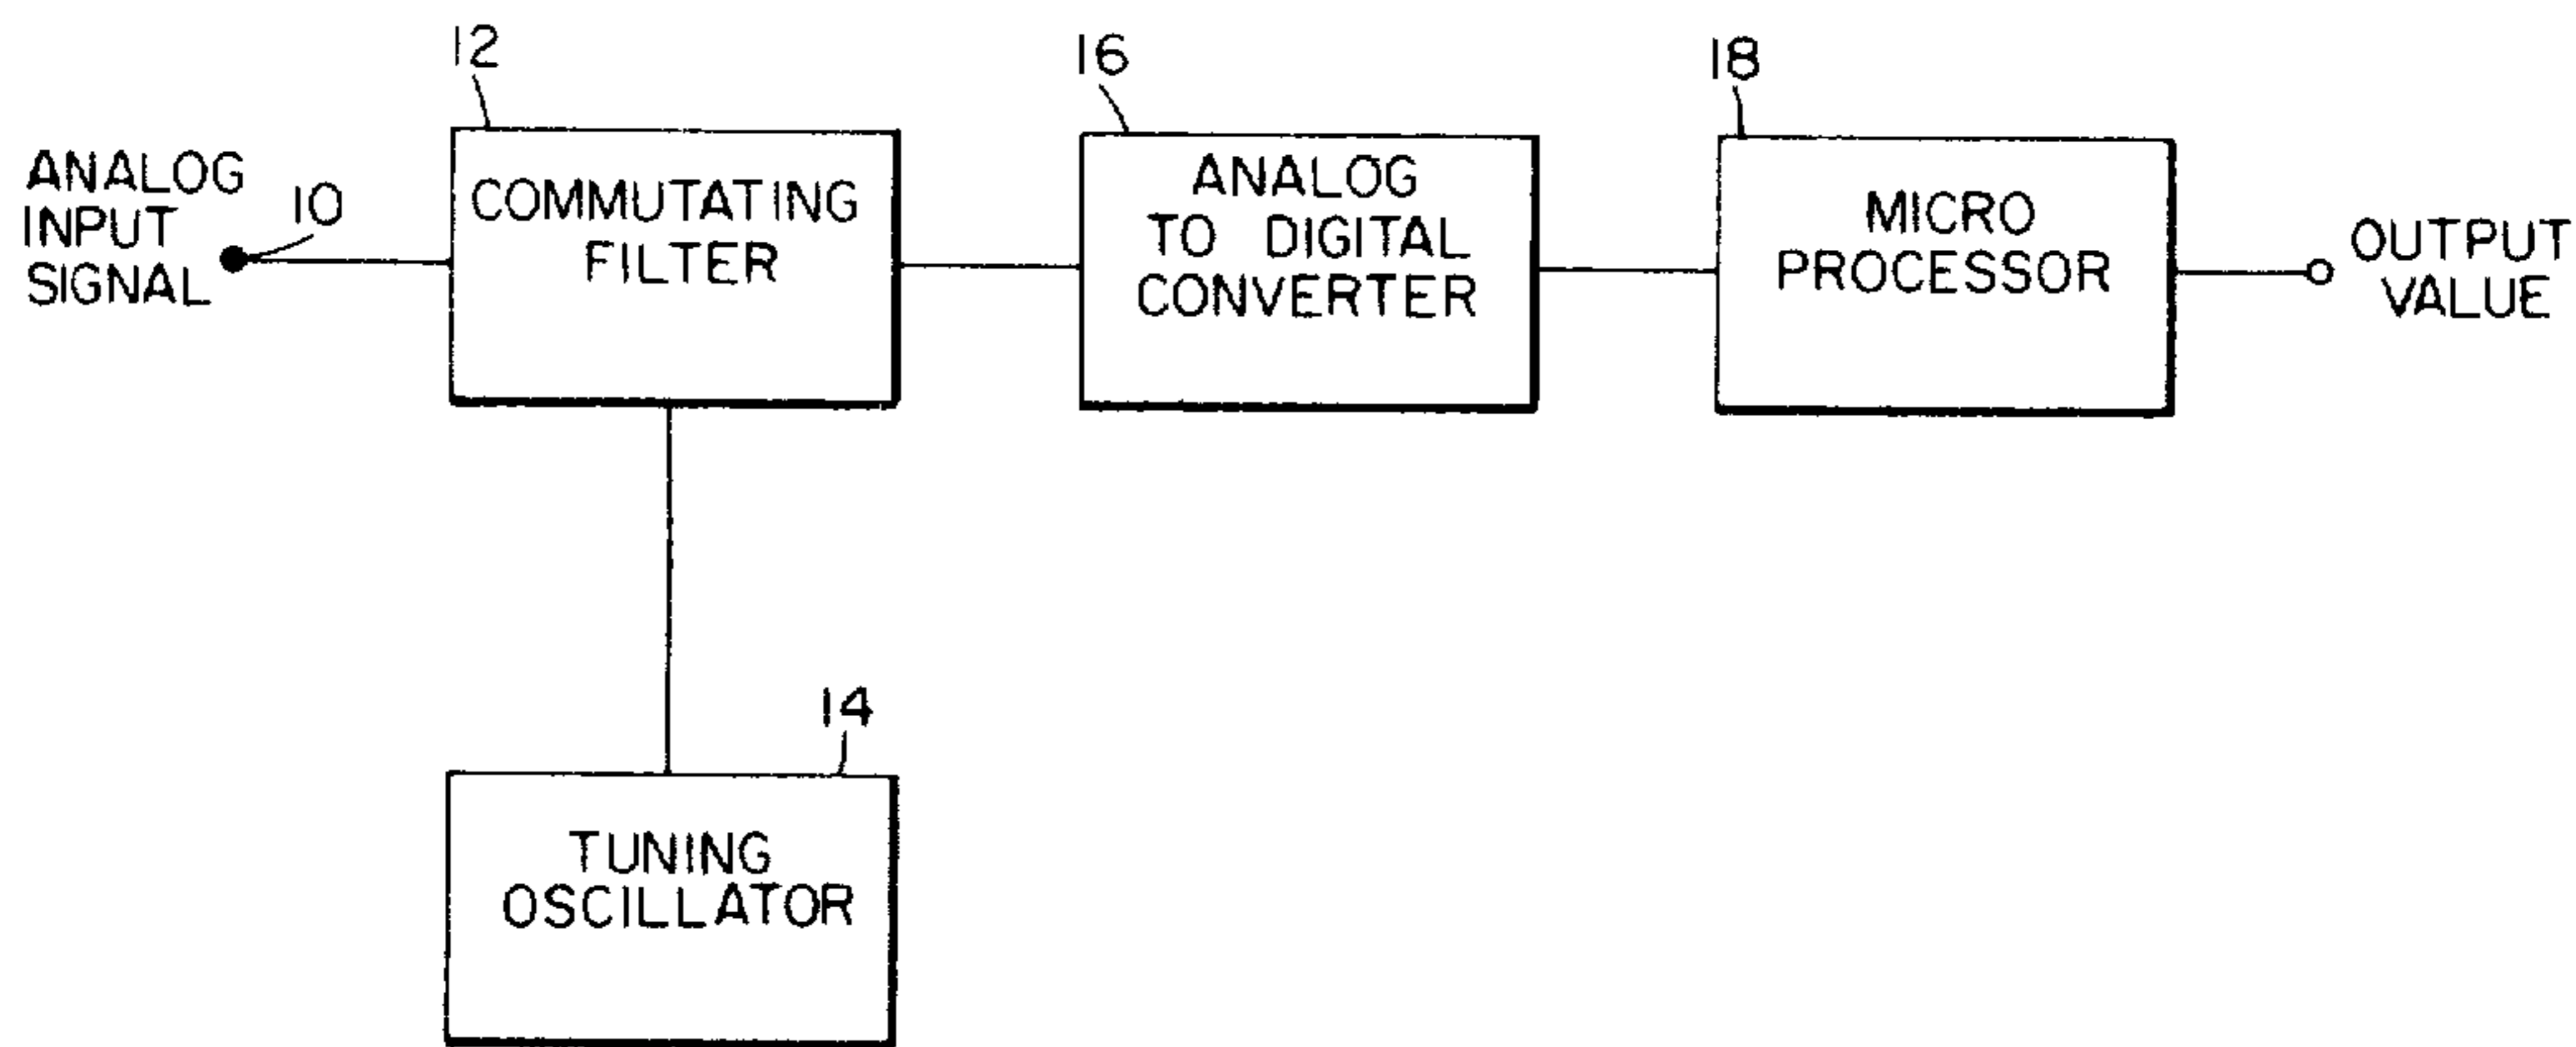 12
16
18
ANALOG
INPUT
SIGNAL
10
COMMUTATING
FILTER
ANALOG
TO DIGITAL
CONVERTER
MICRO
PROCESSOR
OUTPUT
VALUE
14
TUNING
OSCILLATOR